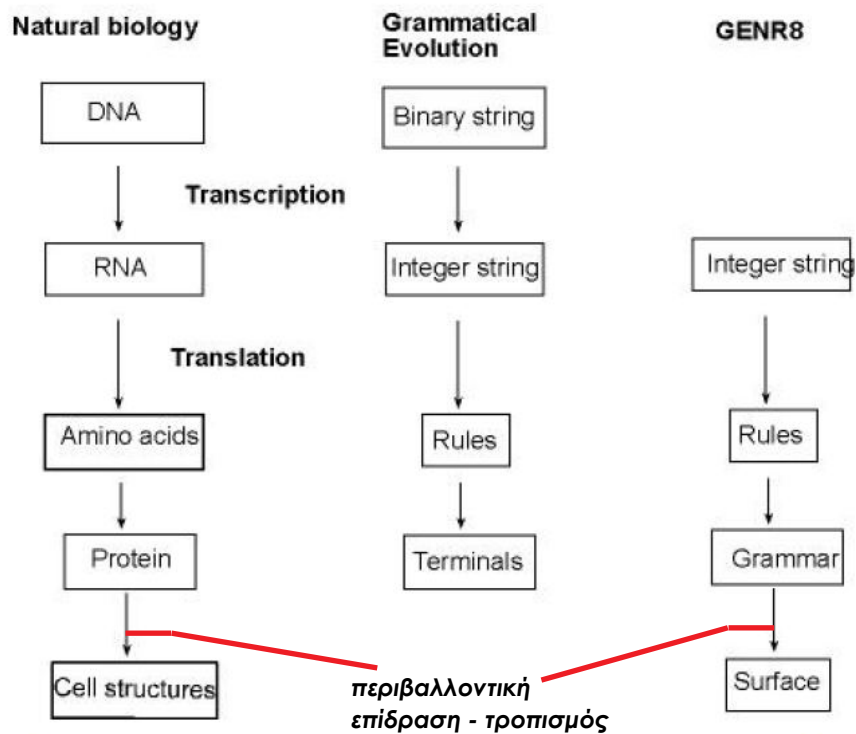 Natural biology
Grammatical
Evolution
GENR8
DNA
Binary string
Transcription
RNA
Integer string
Integer string
Translation
Amino acids
Rules
Rules
Protein
Terminals
Grammar
Cell structures
περιβαλλοντική
επίδραση - τροπισμός
Surface